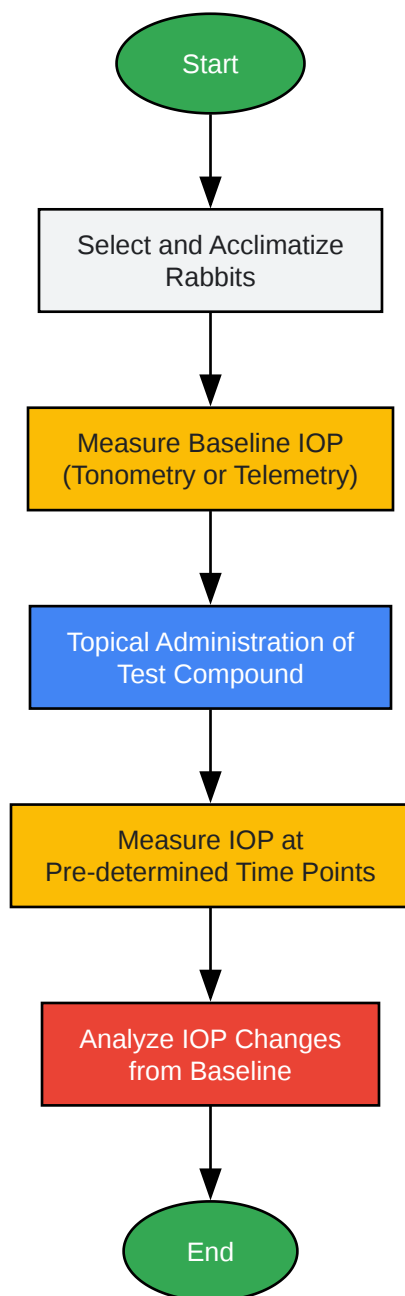 Start
Select and Acclimatize
Rabbits
Measure Baseline IOP
(Tonometry or Telemetry)
Topical Administration of
Test Compound
Measure IOP at
Pre-determined Time Points
Analyze IOP Changes
from Baseline
End